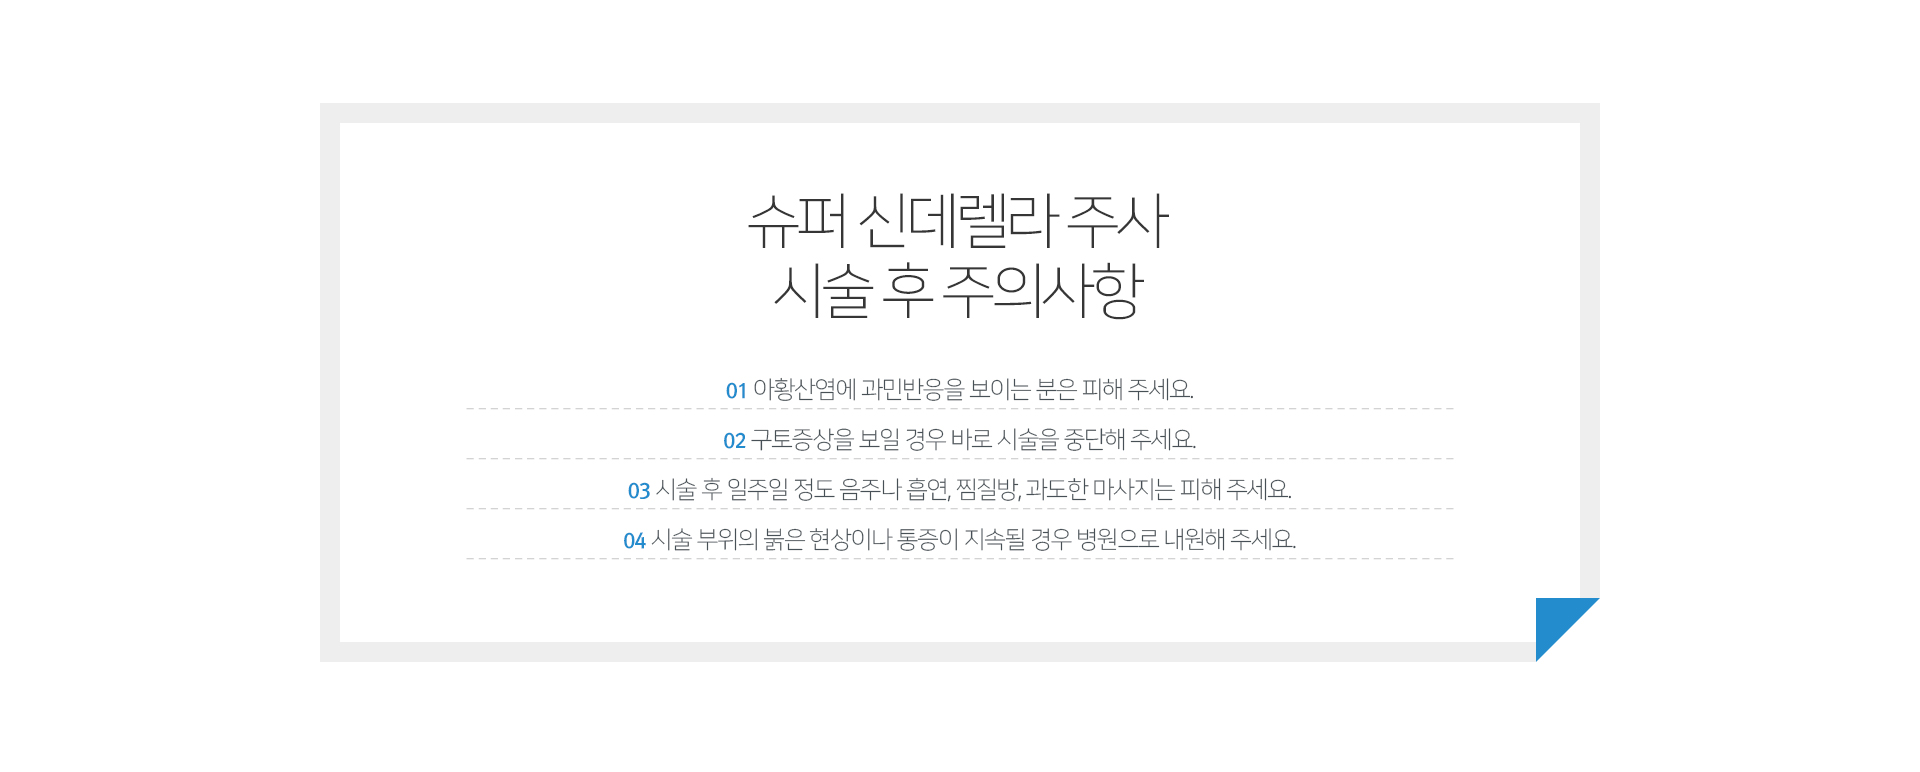 슈퍼 신데렐라 주사
시술 후 주의사항
01 아황산염에 과민반응을 보이는 분은 피해 주세요.
02 구토증상을 보일 경우 바로 시술을 중단해 주세요.
03 시술 후 일주일 정도 음주나 흡연, 찜질방, 과도한 마사지는 피해 주세요.
04 시술 부위의 붉은 현상이나 통증이 지속될 경우 병원으로 내원해 주세요.